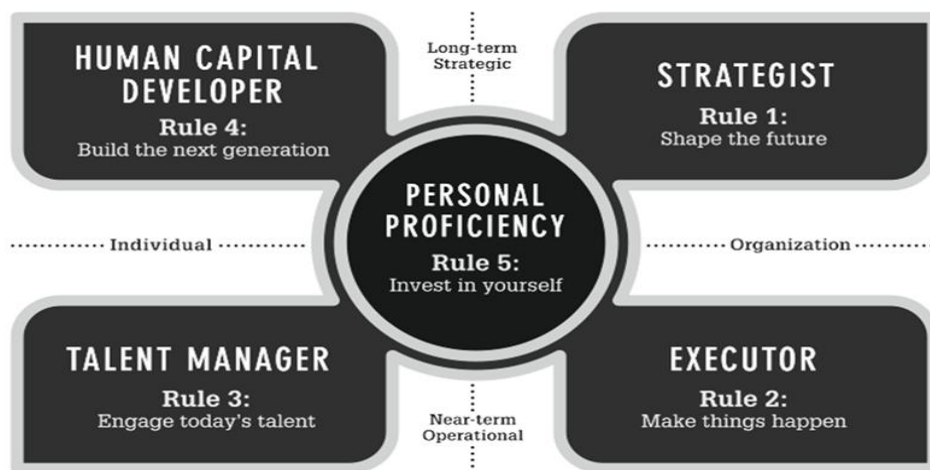 HUMAN CAPITAL
DEVELOPER
Rule 4:
Build the next generation
Long-term
Strategic
STRATEGIST
Rule 1:
Shape the future
PERSONAL
PROFICIENCY
Rule 5:
Invest in yourself
Individual
Organization
TALENT MANAGER
Rule 3:
Engage today's talent
Near-term
Operational
EXECUTOR
Rule 2:
Make things happen